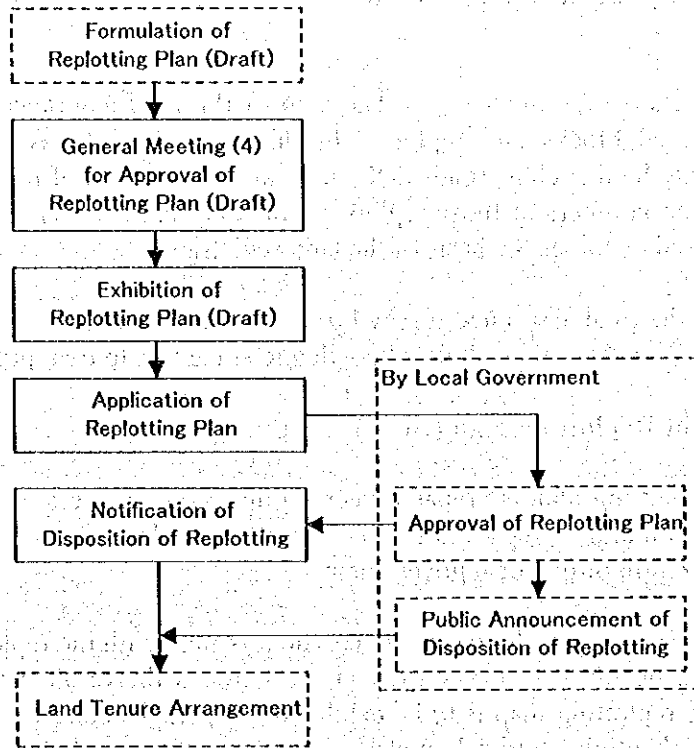 Formulation of
Replotting Plan (Draft)
General Meeting (4)
for Approval of
Replotting Plan (Draft)
Exhibition of
Replotting Plan (Draft)
Application of
Replotting Plan
By Local Government
Approval of Replotting Plan
Notification of
Disposition of Replotting
Public Announcement of
Disposition of Replotting
Land Tenure Arrangement